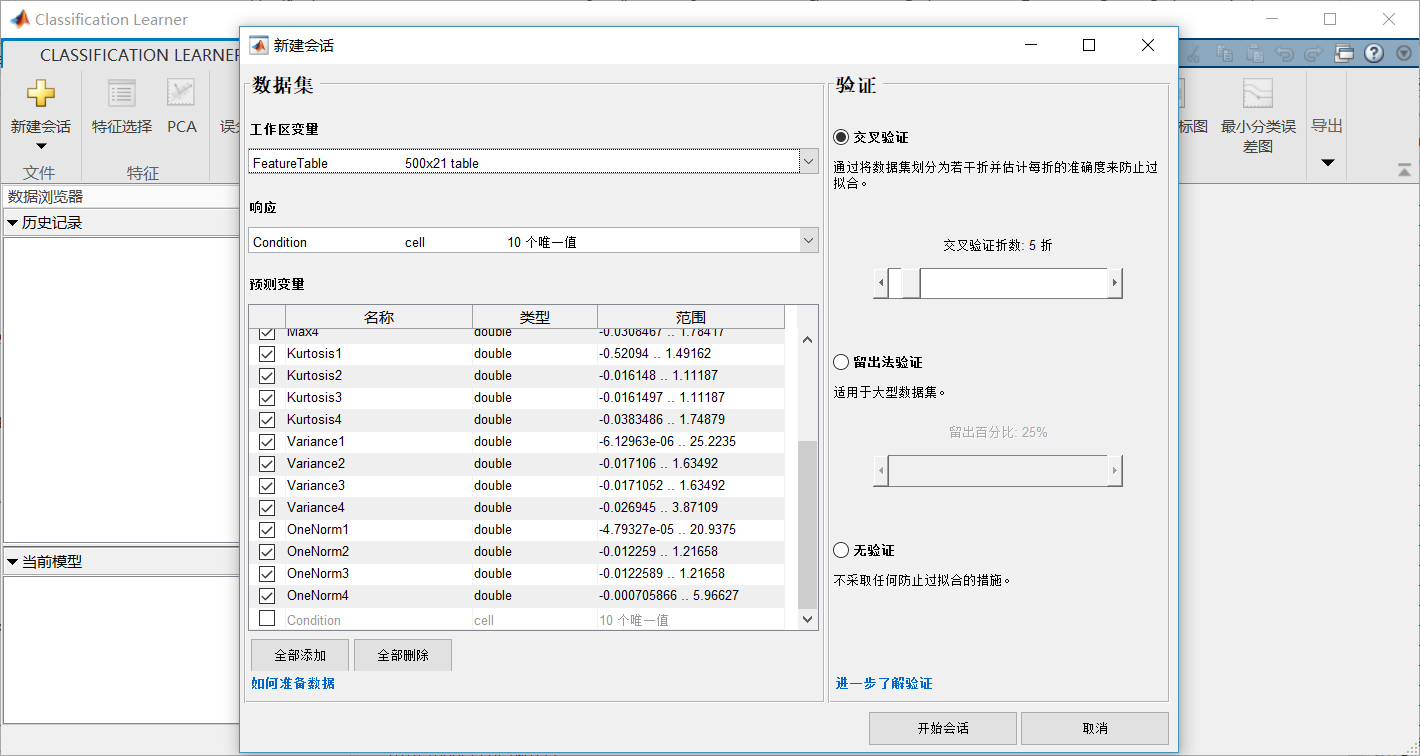 Classification Learner
CLASSIFICATION LEARNER
新建会话
特征选择
PCA
文件
特征
数据浏览器
历史记录
当前模型
新建会话
数据集
工作区变量
FeatureTable 500x21 table
响应
Condition cell 10 个唯一值
预测变量
名称 类型 范围
Max4 double -0.0308467 .. 1.78417
Kurtosis1 double -0.52094 .. 1.49162
Kurtosis2 double -0.016148 .. 1.11187
Kurtosis3 double -0.0161497 .. 1.11187
Kurtosis4 double -0.0383486 .. 1.74879
Variance1 double -6.12963e-06 .. 25.2235
Variance2 double -0.017106 .. 1.63492
Variance3 double -0.0171052 .. 1.63492
Variance4 double -0.026945 .. 3.87109
OneNorm1 double -4.79327e-05 .. 20.9375
OneNorm2 double -0.012259 .. 1.21658
OneNorm3 double -0.0122589 .. 1.21658
OneNorm4 double -0.000705866 .. 5.96627
Condition cell 10 个唯一值
全部添加 全部删除
如何准备数据
验证
交叉验证
通过将数据集划分为若干折并估计每折的准确度来防止过
拟合。
交叉验证折数: 5 折
留出法验证
适用于大型数据集。
留出百分比: 25%
无验证
不采取任何防止过拟合的措施。
进一步了解验证
开始会话 取消
标图
最小分类误
差图
导出